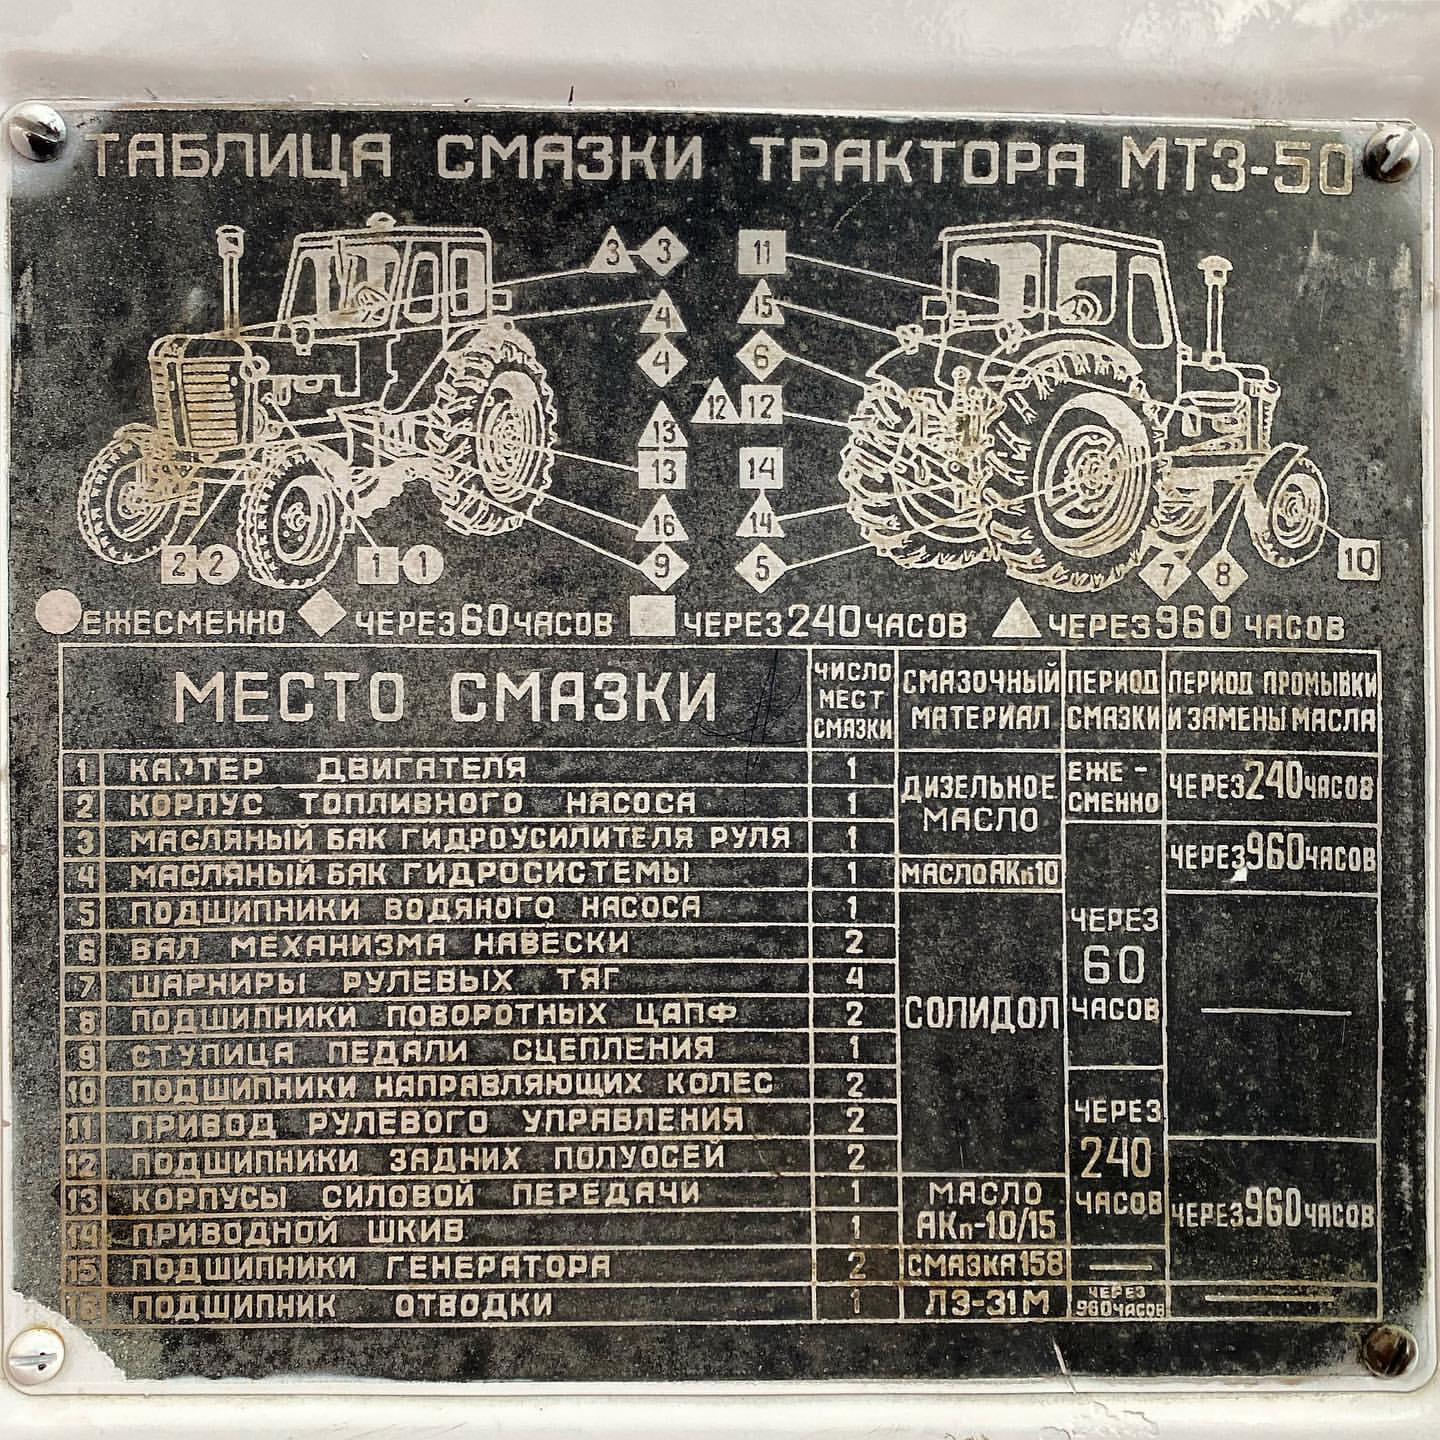 ТАБЛИЦА СМАЗКИ ТРАКТОРА МТЗ-50
3 3 11
4 15
4 6
12 12
13
13 14
16 14
9 5
2 2 1 1 7 8 10
ЕЖЕСМЕННО ЧЕРЕЗ 60 ЧАСОВ ЧЕРЕЗ 240 ЧАСОВ ЧЕРЕЗ 960 ЧАСОВ
МЕСТО СМАЗКИ
ЧИСЛО
МЕСТ
СМАЗКИ
СМАЗОЧНЫЙ
МАТЕРИАЛ
ПЕРИОД
СМАЗКИ
ПЕРИОД ПРОМЫВКИ
И ЗАМЕНЫ МАСЛА
1 КАРТЕР ДВИГАТЕЛЯ 1
2 КОРПУС ТОПЛИВНОГО НАСОСА 1
3 МАСЛЯНЫЙ БАК ГИДРОУСИЛИТЕЛЯ РУЛЯ 1
4 МАСЛЯНЫЙ БАК ГИДРОСИСТЕМЫ 1
5 ПОДШИПНИКИ ВОДЯНОГО НАСОСА 1
6 ВАЛ МЕХАНИЗМА НАВЕСКИ 2
7 ШАРНИРЫ РУЛЕВЫХ ТЯГ 4
8 ПОДШИПНИКИ ПОВОРОТНЫХ ЦАПФ 2
9 СТУПИЦА ПЕДАЛИ СЦЕПЛЕНИЯ 1
10 ПОДШИПНИКИ НАПРАВЛЯЮЩИХ КОЛЕС 2
11 ПРИВОД РУЛЕВОГО УПРАВЛЕНИЯ 2
12 ПОДШИПНИКИ ЗАДНИХ ПОЛУОСЕЙ 2
13 КОРПУСЫ СИЛОВОЙ ПЕРЕДАЧИ 1
14 ПРИВОДНОЙ ШКИВ 1
15 ПОДШИПНИКИ ГЕНЕРАТОРА 2
16 ПОДШИПНИК ОТВОДКИ 1
ДИЗЕЛЬНОЕ
МАСЛО
МАСЛО АКп10
СОЛИДОЛ
МАСЛО
АКп-10/15
СМАЗКА 158
ЛЗ-31М
ЕЖЕ-
СМЕННО
ЧЕРЕЗ
60
ЧАСОВ
ЧЕРЕЗ
240
ЧАСОВ
—
ЧЕРЕЗ
960 ЧАСОВ
ЧЕРЕЗ 240 ЧАСОВ
ЧЕРЕЗ 960 ЧАСОВ
—
ЧЕРЕЗ 960 ЧАСОВ
—